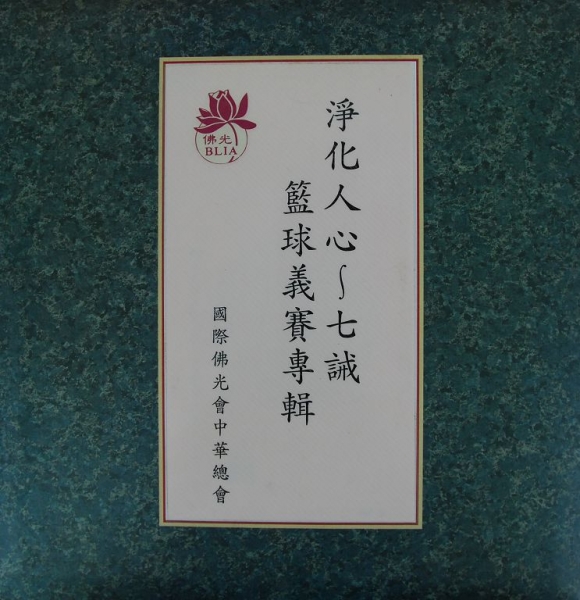 淨化人心～七誡
籃球義賽專輯
國際佛光會中華總會
佛光
BLIA